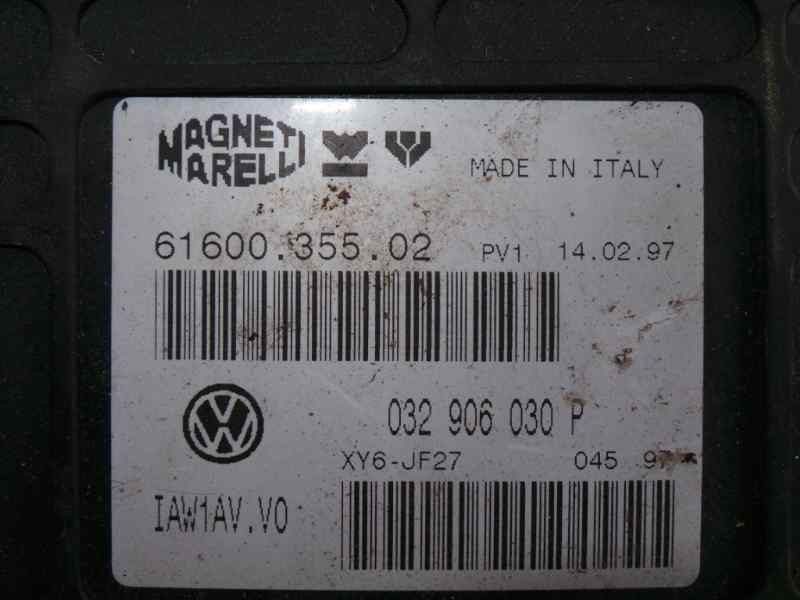 MAGNETI
MARELLI
MADE IN ITALY
61600.355.02 PV1 14.02.97
032 906 030 P
XY6-JF27 045 97
IAW1AV.V0